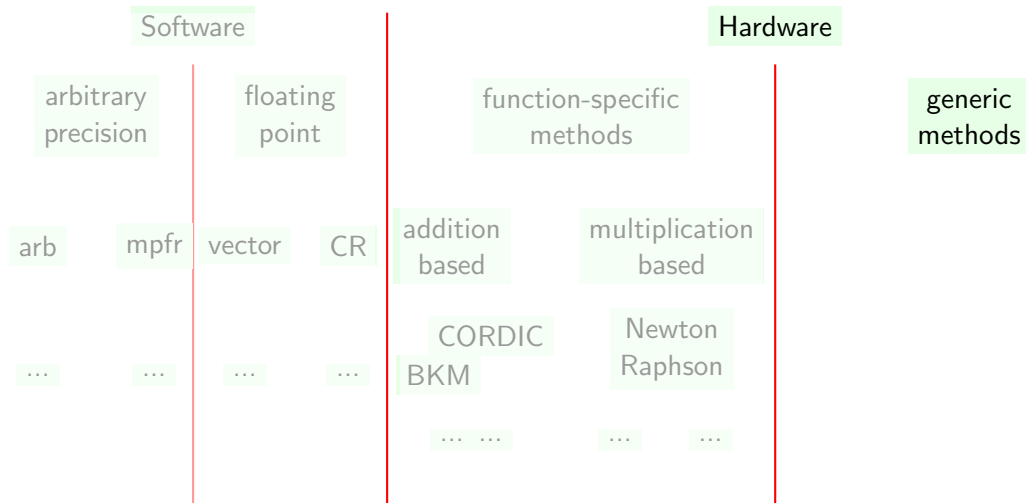 Software
Hardware
arbitrary
precision
floating
point
function-specific
methods
generic
methods
arb
mpfr
vector
CR
addition
based
multiplication
based
CORDIC
BKM
Newton
Raphson
...
...
...
...
... ...
...
...